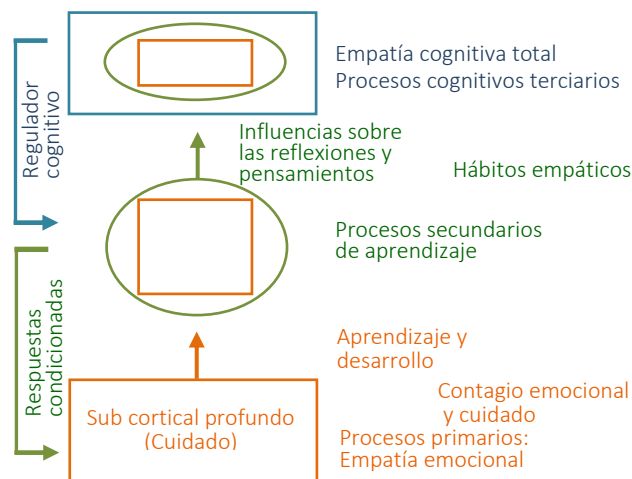 Empatía cognitiva total
Procesos cognitivos terciarios
Regulador
cognitivo
Influencias sobre
las reflexiones y
pensamientos
Hábitos empáticos
Procesos secundarios
de aprendizaje
Respuestas
condicionadas
Aprendizaje y
desarrollo
Contagio emocional
y cuidado
Sub cortical profundo
(Cuidado)
Procesos primarios:
Empatía emocional